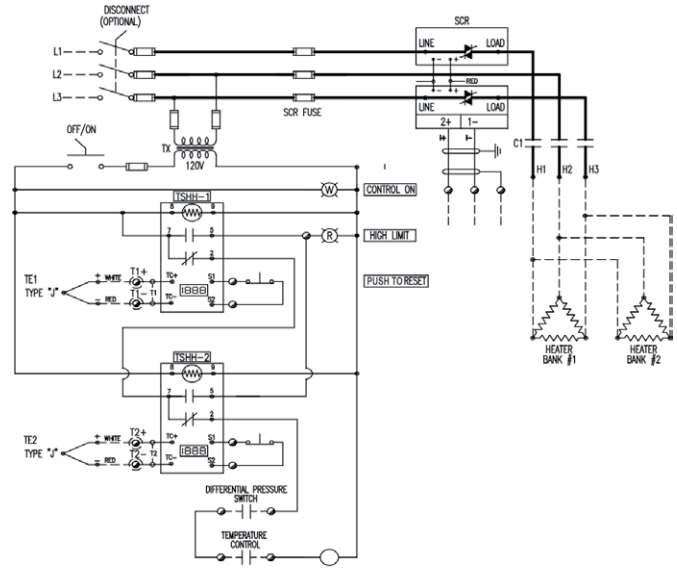 DISCONNECT
(OPTIONAL)
SCR
L1
LINE
LOAD
L2
- +
RED
L3
LINE
LOAD
SCR FUSE
2+ 1-
OFF/ON
TX
120V
C1
H1 H2 H3
W
CONTROL ON
TSHH-1
8 9
7 5
R
HIGH LIMIT
2
TE1
TYPE "J"
+ WHITE T1+
TC+
S1
PUSH TO RESET
T1
1888
- RED T1-
TC-
S2
HEATER
BANK #1
HEATER
BANK #2
TSHH-2
8 9
7 5
2
TE2
TYPE "J"
+ WHITE T2+
TC+
S1
T2
1888
- RED T2-
TC-
S2
DIFFERENTIAL PRESSURE
SWITCH
TEMPERATURE
CONTROL